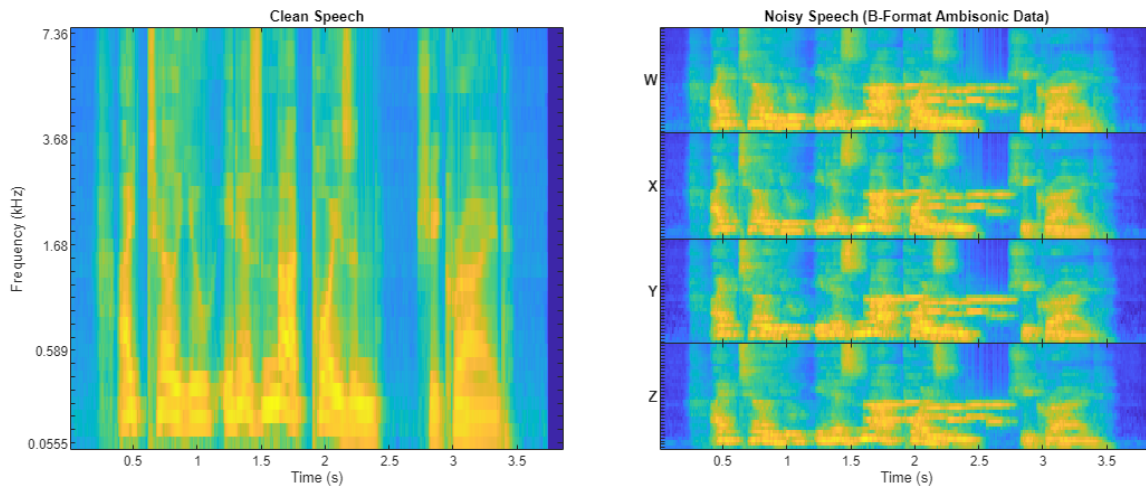 Clean Speech
7.36
3.68
1.68
0.589
0.0555
Frequency (kHz)
0.5 1 1.5 2 2.5 3 3.5
Time (s)
Noisy Speech (B-Format Ambisonic Data)
W
X
Y
Z
0.5 1 1.5 2 2.5 3 3.5
Time (s)